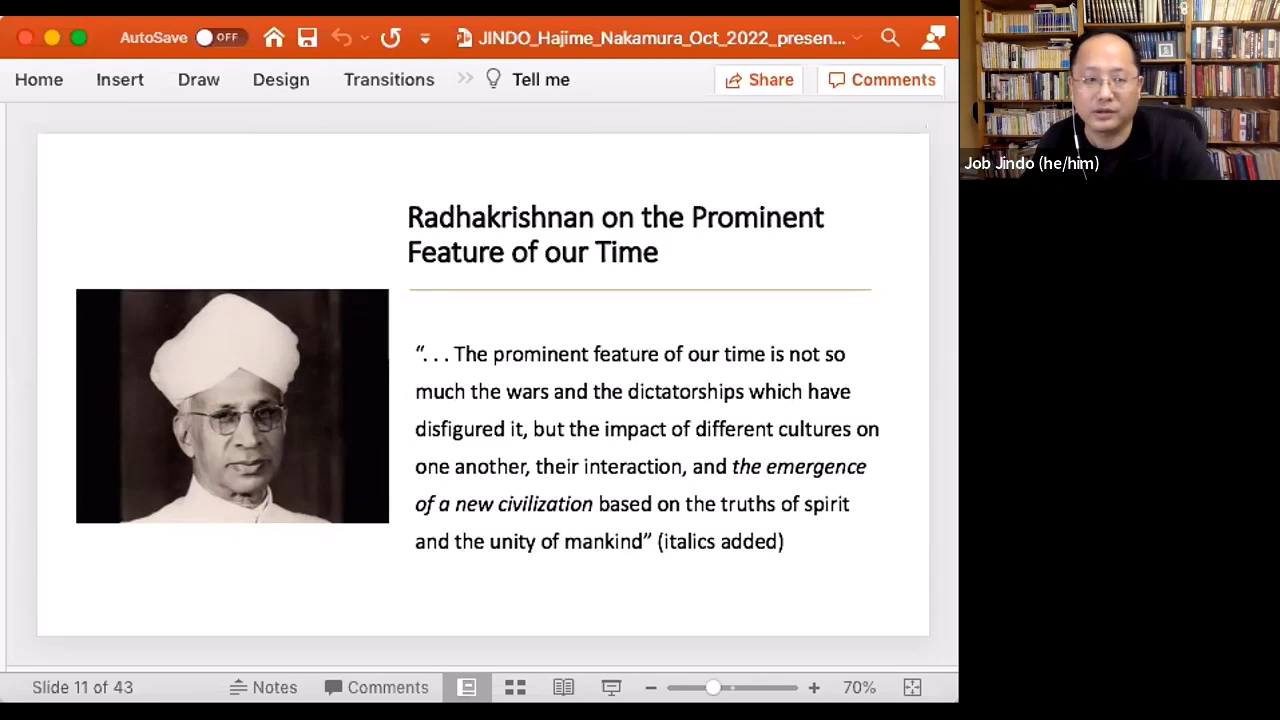 AutoSave OFF JINDO_Hajime_Nakamura_Oct_2022_presen...
Home Insert Draw Design Transitions Tell me Share Comments
Job Jindo (he/him)
Radhakrishnan on the Prominent
Feature of our Time
“. . . The prominent feature of our time is not so
much the wars and the dictatorships which have
disfigured it, but the impact of different cultures on
one another, their interaction, and the emergence
of a new civilization based on the truths of spirit
and the unity of mankind” (italics added)
Slide 11 of 43 Notes Comments 70%